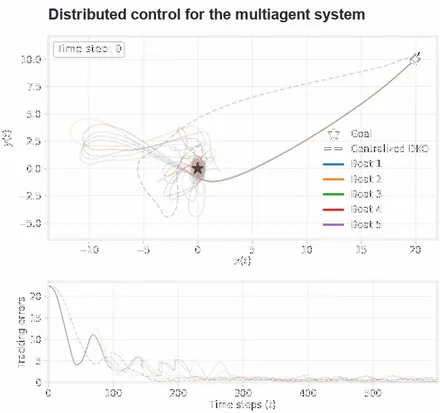 Distributed control for the multiagent system
Time step: 0
10.0
7.5
5.0
2.5
0.0
−2.5
−5.0
y(t)
Goal
Centralized DKO
Boat 1
Boat 2
Boat 3
Boat 4
Boat 5
−10
−5
0
5
10
15
20
x(t)
Tracking errors
20
15
10
5
0
0
100
200
300
400
500
Time steps (t)